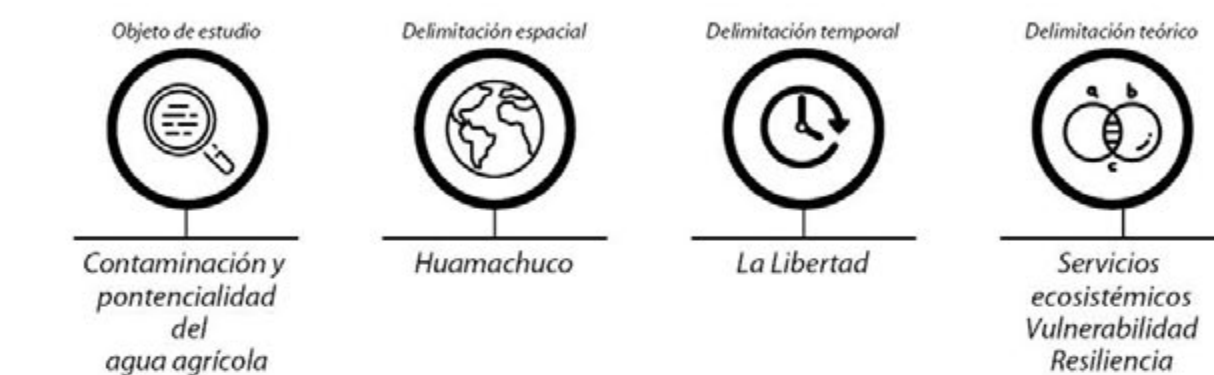 Objeto de estudio
Contaminación y
pontencialidad
del
agua agrícola
Delimitación espacial
Huamachuco
Delimitación temporal
La Libertad
Delimitación teórico
a b
c
Servicios
ecosistémicos
Vulnerabilidad
Resiliencia